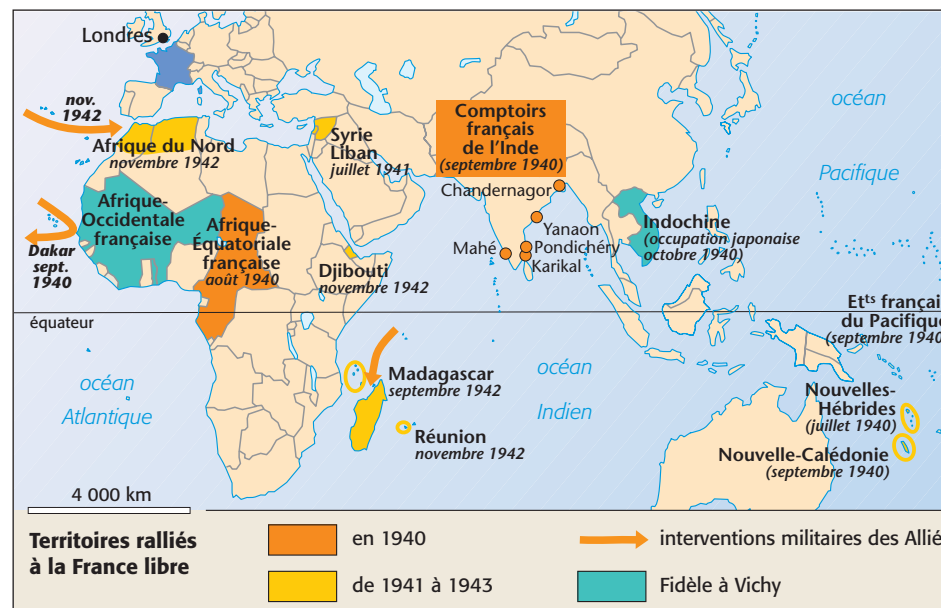 Londres
nov.
1942
Afrique du Nord
novembre 1942
Syrie
Liban
juillet 1941
Comptoirs
français
de l'Inde
(septembre 1940)
Chandernagor
océan
Pacifique
Afrique-
Occidentale
française
Afrique-
Équatoriale
française
août 1940
Dakar
sept.
1940
Djibouti
novembre 1942
Mahé
Yanaon
Pondichéry
Karikal
Indochine
(occupation japonaise
octobre 1940)
équateur
Etts françai
du Pacifique
(septembre 1940
océan
Atlantique
Madagascar
septembre 1942
Réunion
novembre 1942
océan
Indien
Nouvelles-
Hébrides
(juillet 1940)
Nouvelle-Calédonie
(septembre 1940)
4 000 km
Territoires ralliés
à la France libre
en 1940
de 1941 à 1943
interventions militaires des Allié
Fidèle à Vichy